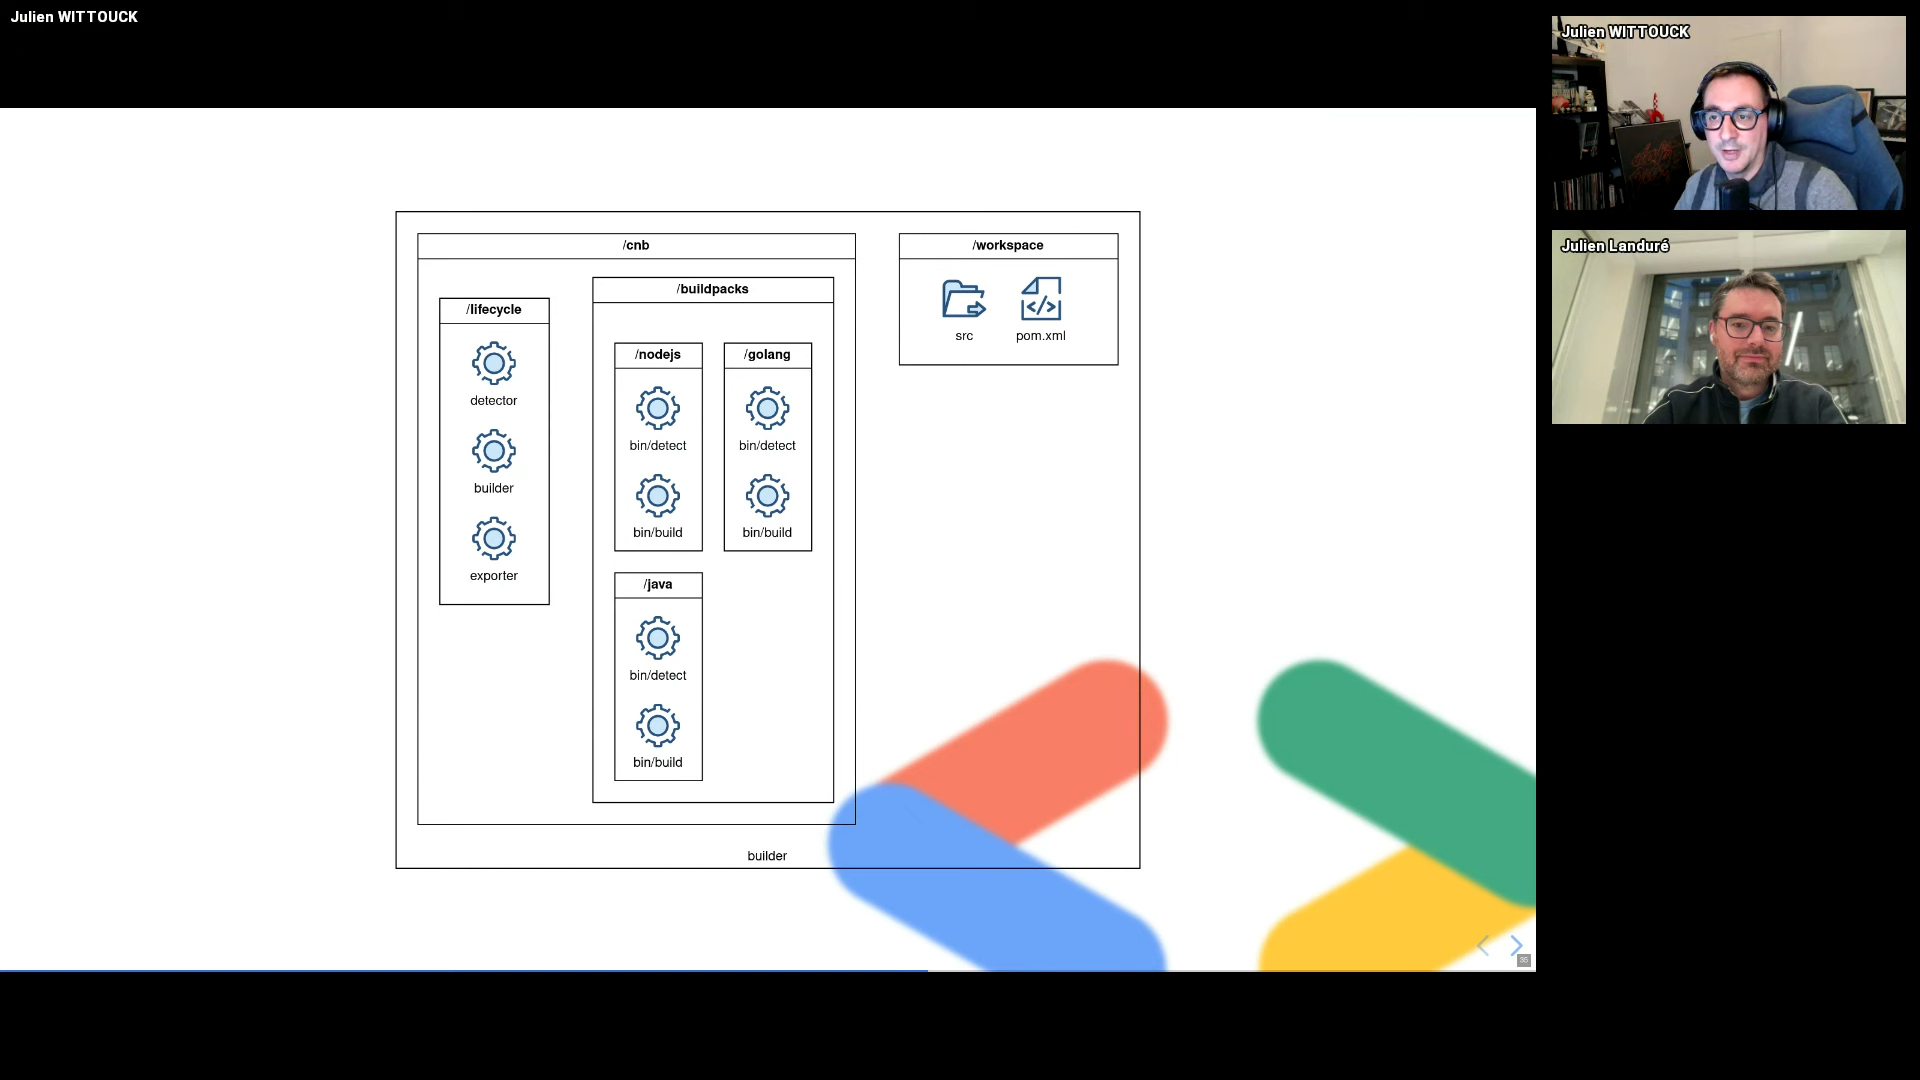 Julien WITTOUCK
/cnb
/lifecycle
detector
builder
exporter
/buildpacks
/nodejs
bin/detect
bin/build
/golang
bin/detect
bin/build
/java
bin/detect
bin/build
/workspace
src
pom.xml
builder
Julien WITTOUCK
Julien Landuré